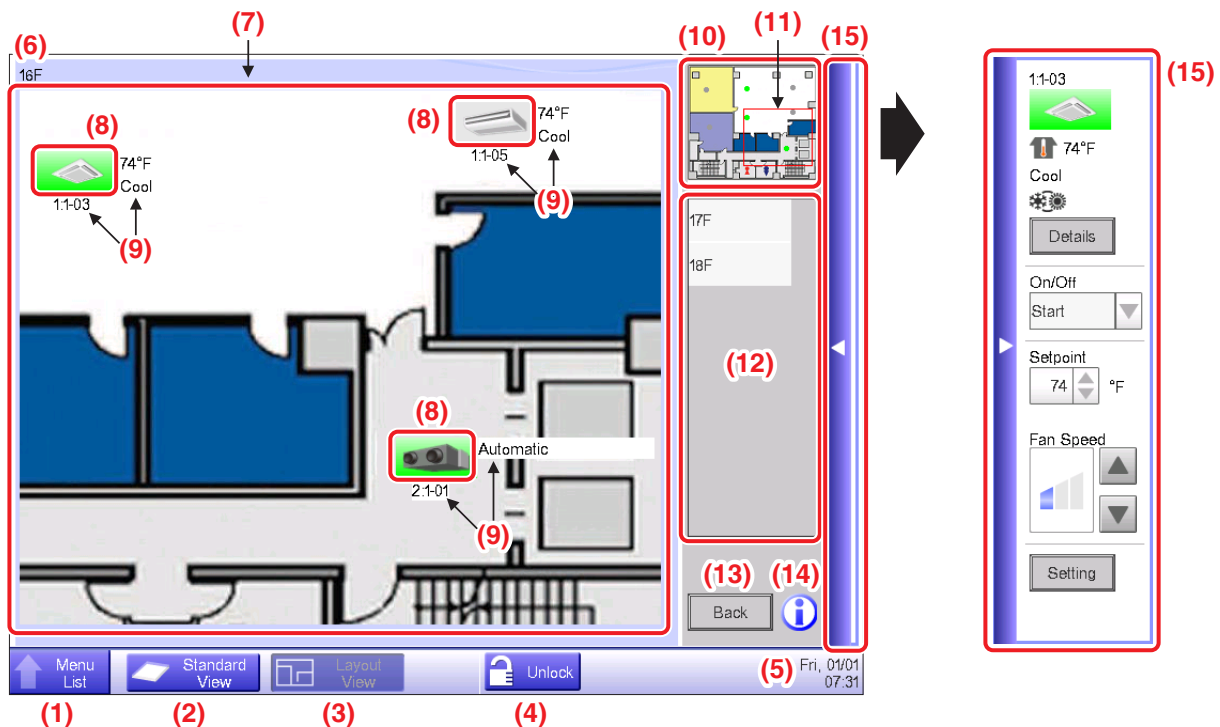 (6)
(7)
(10)
(11)
(15)
16F
(8)
74°F
Cool
1:1-03
(9)
(8)
74°F
Cool
1:1-05
(9)
(8)
Automatic
2:1-01
(9)
17F
18F
(12)
(13)
(14)
Back
Menu
List
Standard
View
Layout
View
Unlock
(5)
Fri, 01/01
07:31
(1)
(2)
(3)
(4)
(15)
1:1-03
74°F
Cool
Details
On/Off
Start
Setpoint
74 °F
Fan Speed
Setting